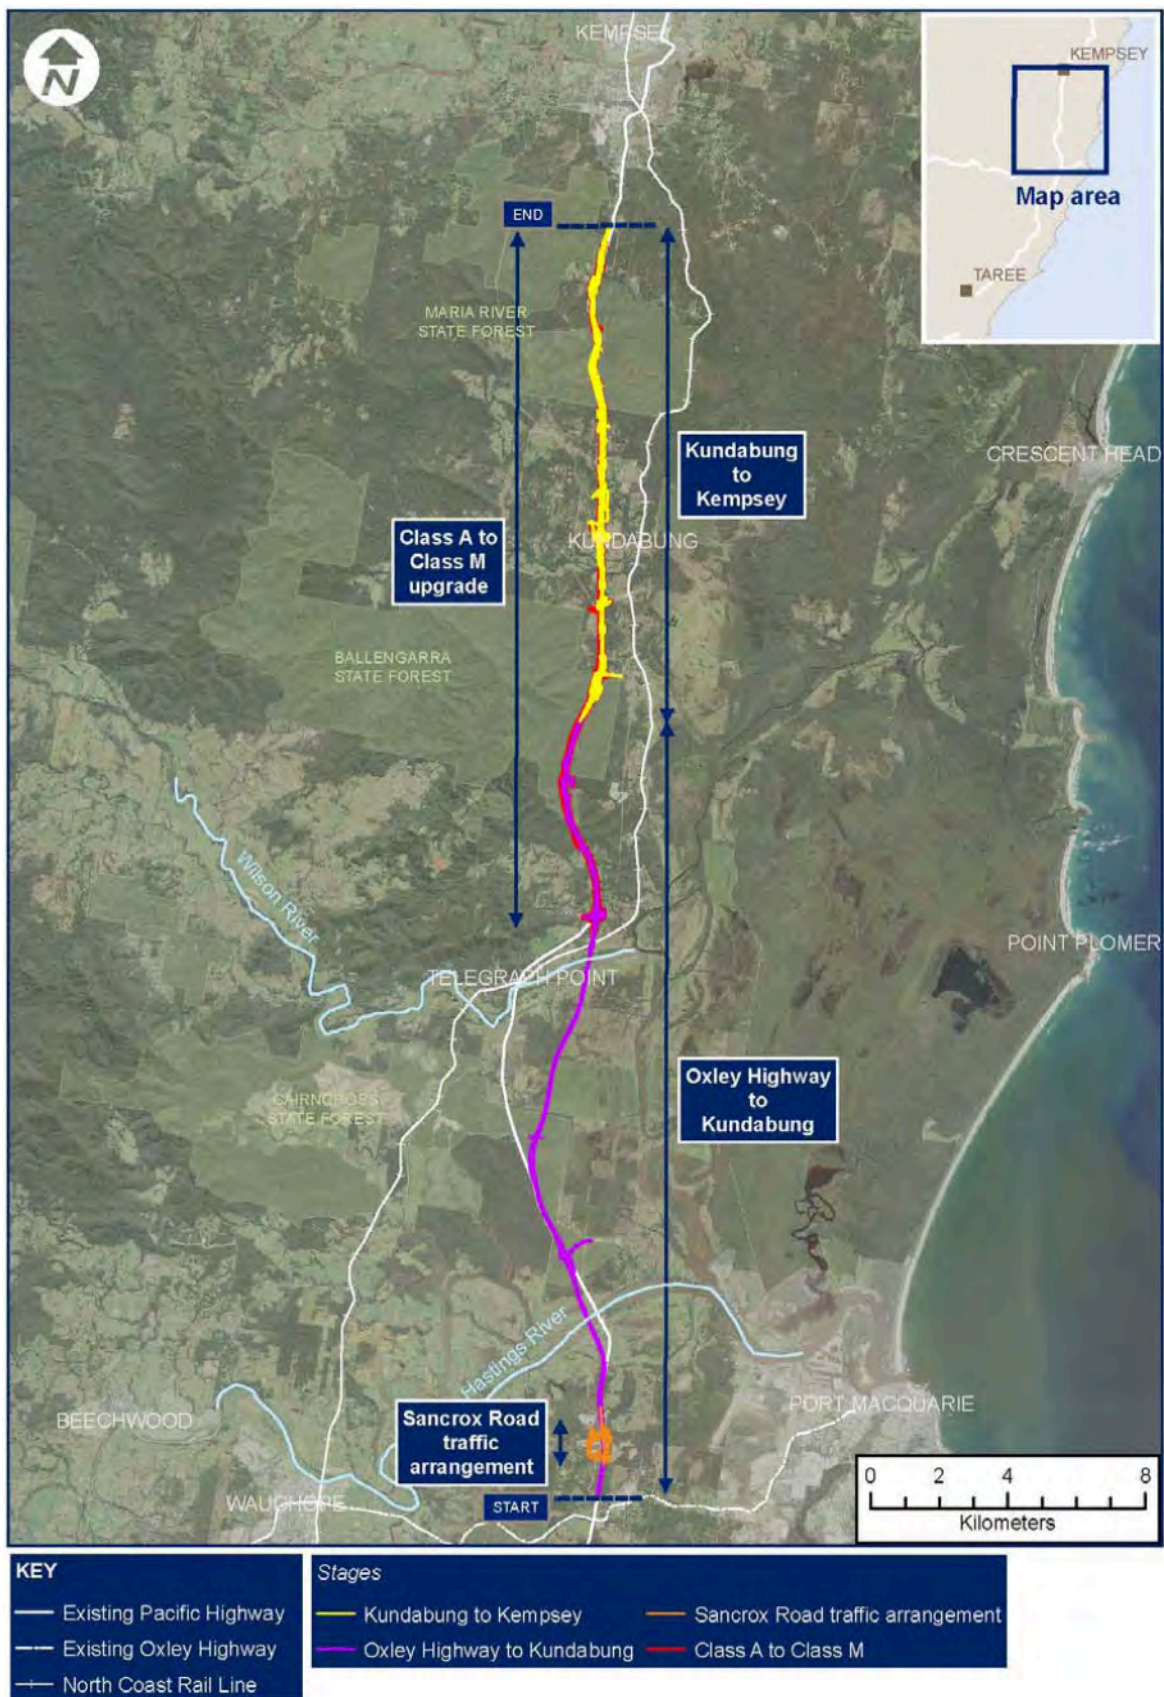 KEMPSEY
N
KEMPSEY
Map area
TAREE
END
MARIA RIVER
STATE FOREST
Kundabung
to
Kempsey
CRESCENT HEAD
Class A to
Class M
upgrade
KUNDABUNG
BALLENGARRA
STATE FOREST
Wilson River
POINT PLOMER
TELEGRAPH POINT
Oxley Highway
to
Kundabung
CAIRNCROSS
STATE FOREST
Hastings River
PORT MACQUARIE
BEECHWOOD
Sancrox Road
traffic
arrangement
WAUCHOPE
START
0 2 4 6 8
Kilometers
KEY
Existing Pacific Highway
Existing Oxley Highway
North Coast Rail Line
Stages
Kundabung to Kempsey
Sancrox Road traffic arrangement
Oxley Highway to Kundabung
Class A to Class M